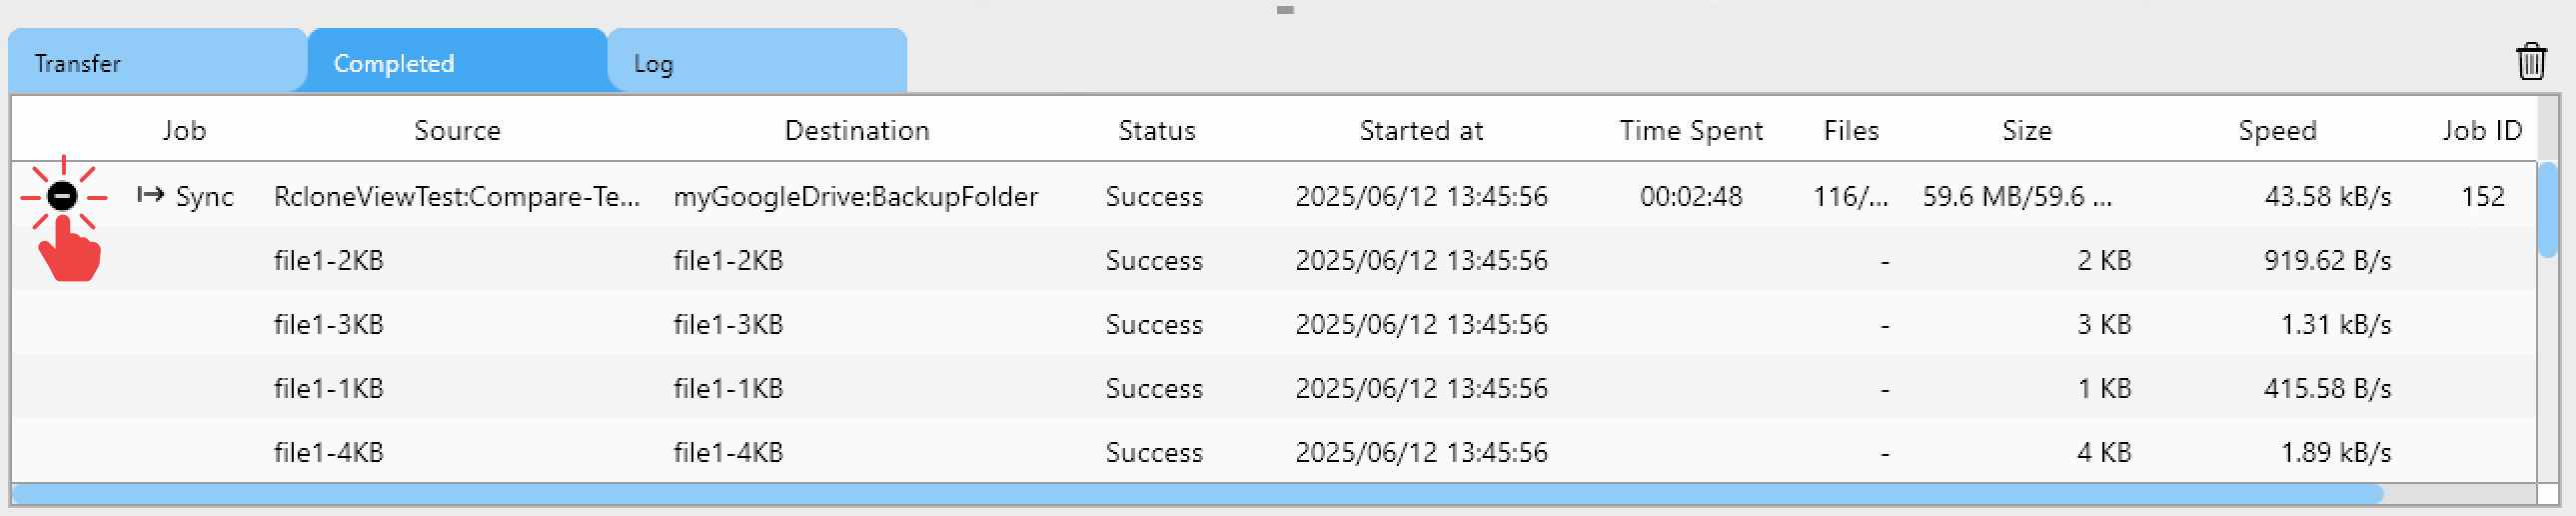 Transfer Completed Log
Job Source Destination Status Started at Time Spent Files Size Speed Job ID
Sync RcloneViewTest:Compare-Te... myGoogleDrive:BackupFolder Success 2025/06/12 13:45:56 00:02:48 116/... 59.6 MB/59.6 ... 43.58 kB/s 152
file1-2KB file1-2KB Success 2025/06/12 13:45:56 - 2 KB 919.62 B/s
file1-3KB file1-3KB Success 2025/06/12 13:45:56 - 3 KB 1.31 kB/s
file1-1KB file1-1KB Success 2025/06/12 13:45:56 - 1 KB 415.58 B/s
file1-4KB file1-4KB Success 2025/06/12 13:45:56 - 4 KB 1.89 kB/s